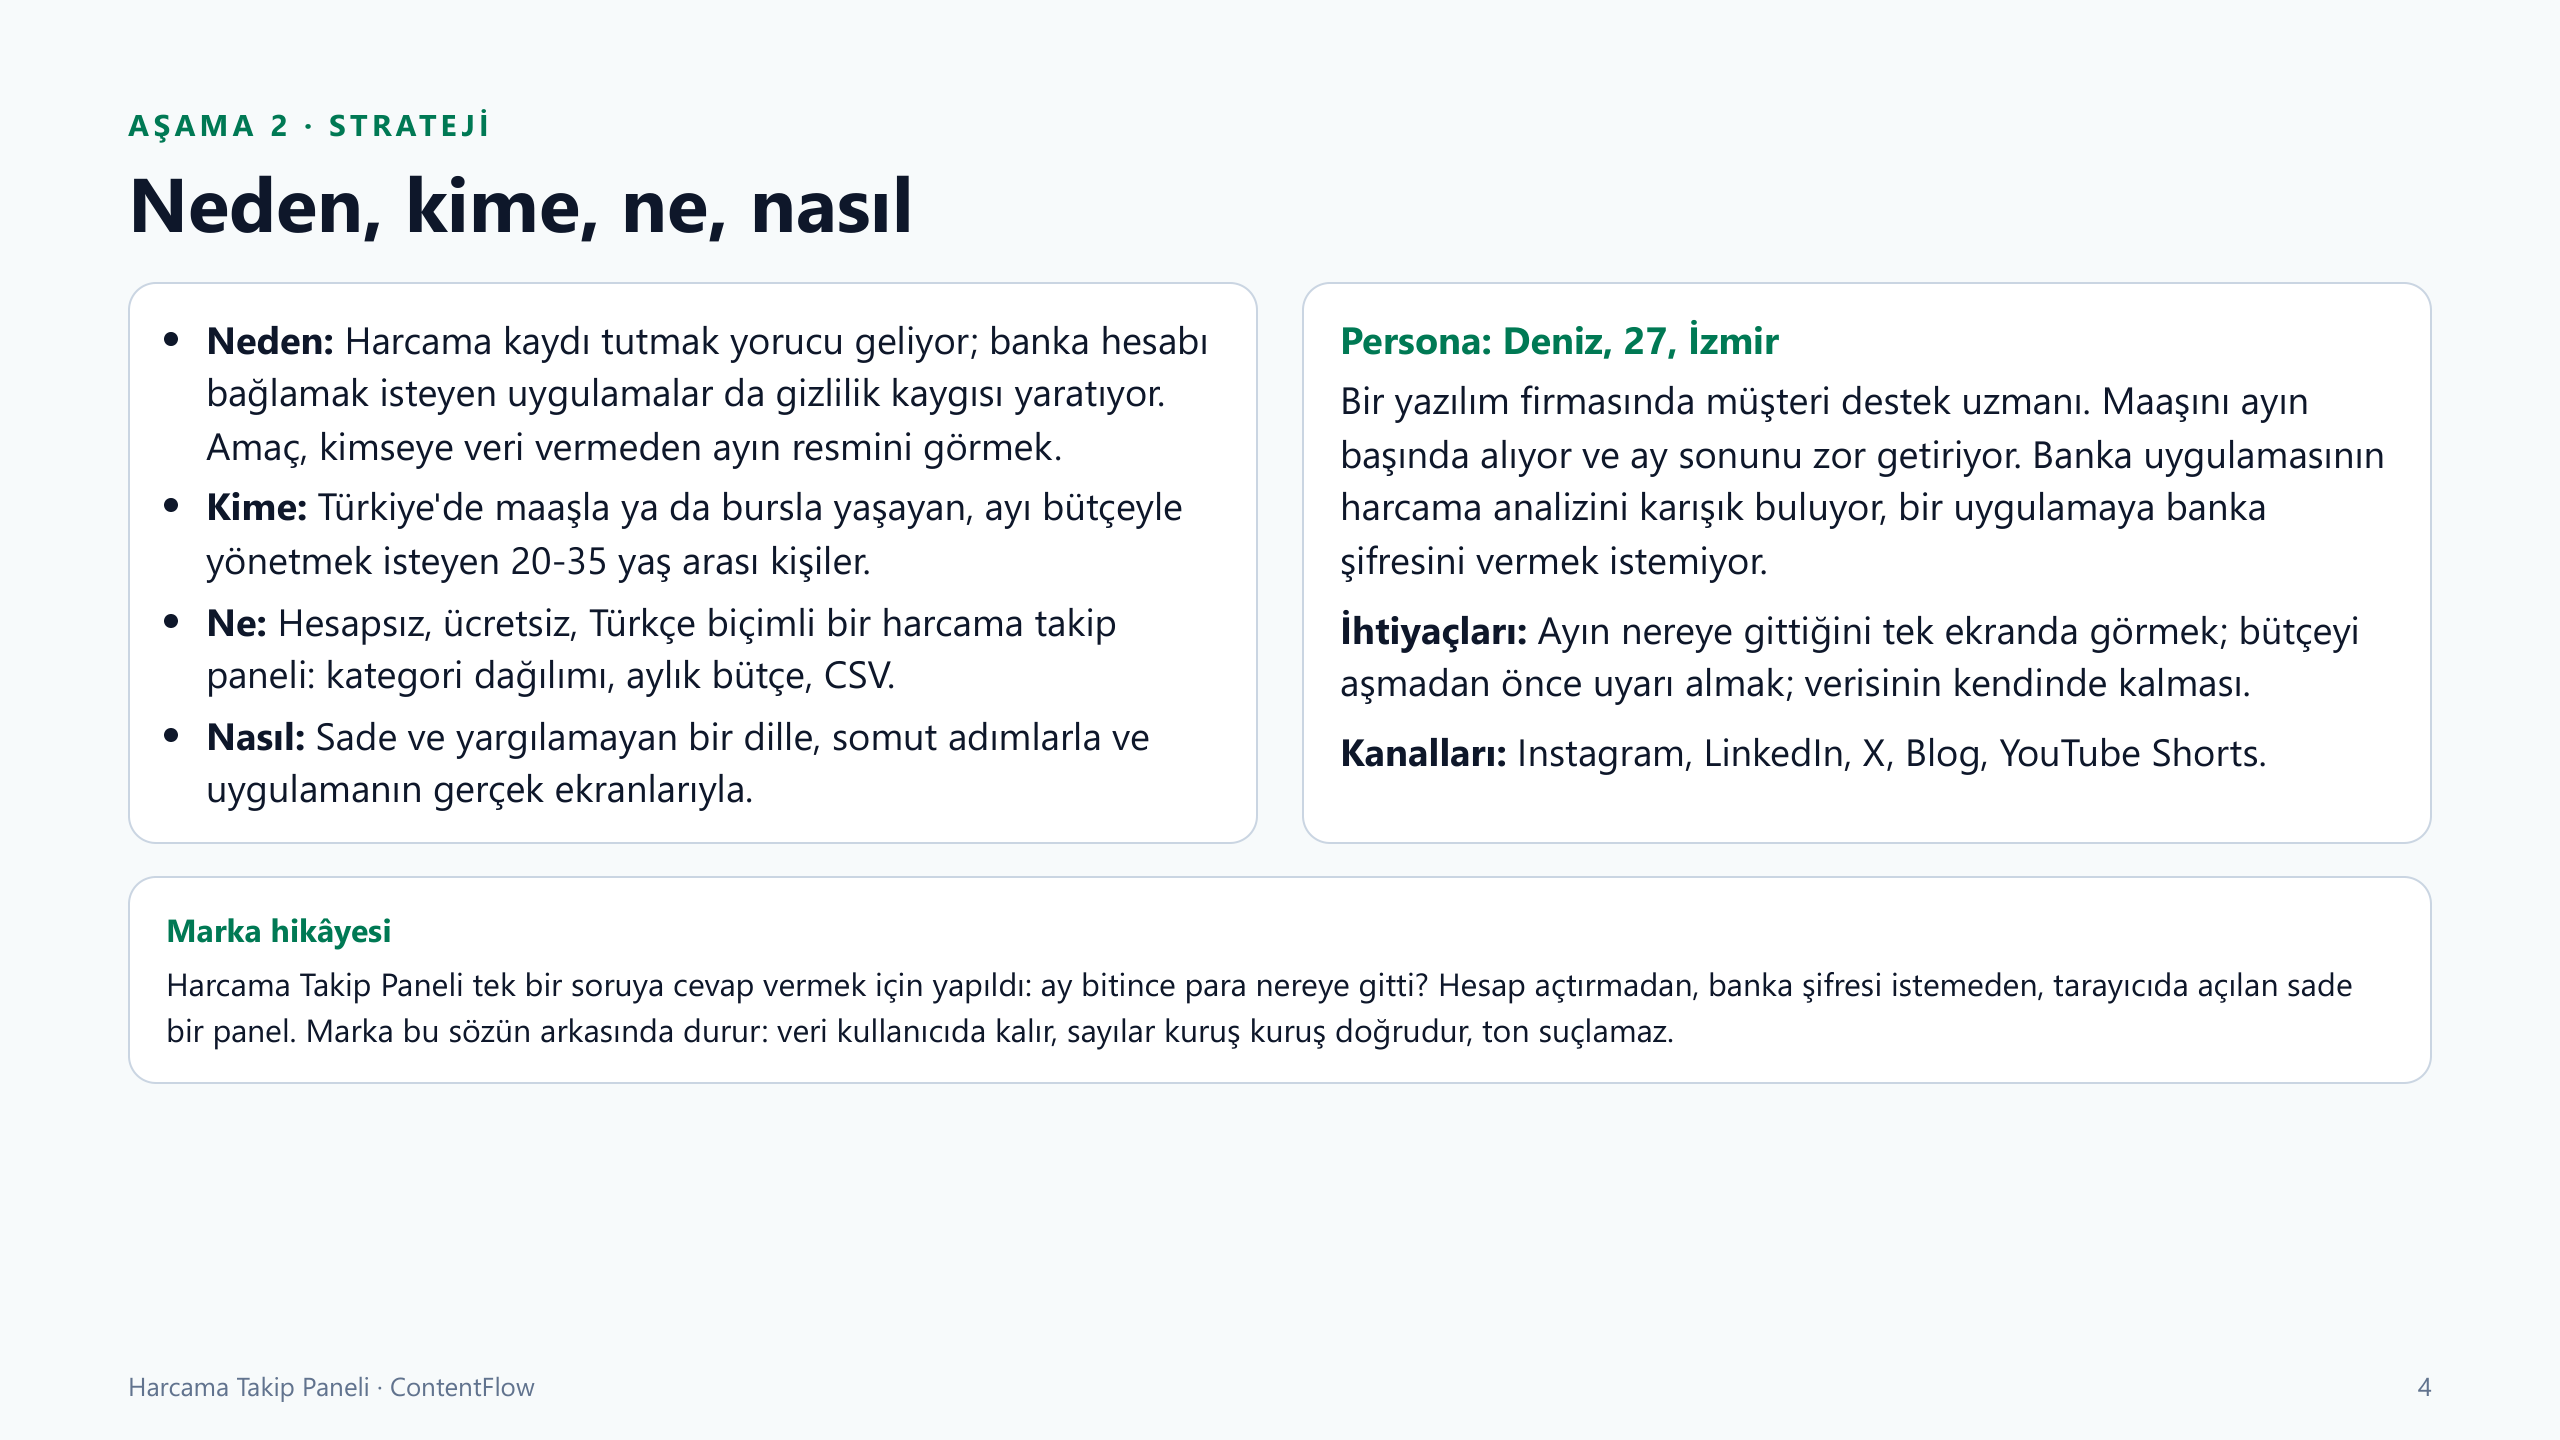 AŞAMA 2 · STRATEJİ
Neden, kime, ne, nasıl
• Neden: Harcama kaydı tutmak yorucu geliyor; banka hesabı
bağlamak isteyen uygulamalar da gizlilik kaygısı yaratıyor.
Amaç, kimseye veri vermeden ayın resmini görmek.
• Kime: Türkiye'de maaşla ya da bursla yaşayan, ayı bütçeyle
yönetmek isteyen 20-35 yaş arası kişiler.
• Ne: Hesapsız, ücretsiz, Türkçe biçimli bir harcama takip
paneli: kategori dağılımı, aylık bütçe, CSV.
• Nasıl: Sade ve yargılamayan bir dille, somut adımlarla ve
uygulamanın gerçek ekranlarıyla.
Persona: Deniz, 27, İzmir
Bir yazılım firmasında müşteri destek uzmanı. Maaşını ayın
başında alıyor ve ay sonunu zor getiriyor. Banka uygulamasının
harcama analizini karışık buluyor, bir uygulamaya banka
şifresini vermek istemiyor.
İhtiyaçları: Ayın nereye gittiğini tek ekranda görmek; bütçeyi
aşmadan önce uyarı almak; verisinin kendinde kalması.
Kanalları: Instagram, LinkedIn, X, Blog, YouTube Shorts.
Marka hikâyesi
Harcama Takip Paneli tek bir soruya cevap vermek için yapıldı: ay bitince para nereye gitti? Hesap açtırmadan, banka şifresi istemeden, tarayıcıda açılan sade
bir panel. Marka bu sözün arkasında durur: veri kullanıcıda kalır, sayılar kuruş kuruş doğrudur, ton suçlamaz.
Harcama Takip Paneli · ContentFlow
4